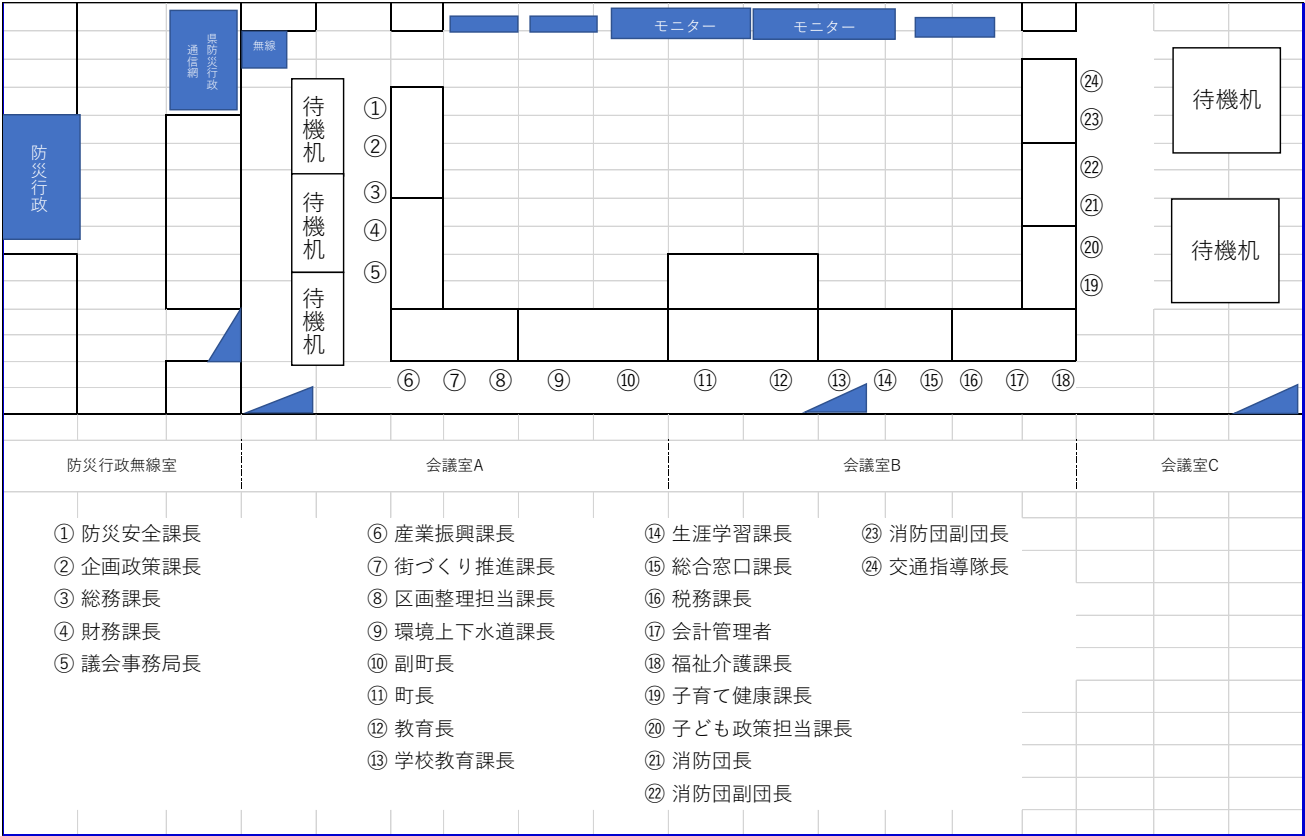 県防災行政
通信網
無線
モニター
モニター
防災行政
待機机
待機机
待機机
待機机
待機机
①
②
③
④
⑤
㉔
㉓
㉒
㉑
⑳
⑲
⑥ ⑦ ⑧ ⑨ ⑩ ⑪ ⑫ ⑬ ⑭ ⑮ ⑯ ⑰ ⑱
防災行政無線室 会議室A 会議室B 会議室C
① 防災安全課長
② 企画政策課長
③ 総務課長
④ 財務課長
⑤ 議会事務局長
⑥ 産業振興課長
⑦ 街づくり推進課長
⑧ 区画整理担当課長
⑨ 環境上下水道課長
⑩ 副町長
⑪ 町長
⑫ 教育長
⑬ 学校教育課長
⑭ 生涯学習課長
⑮ 総合窓口課長
⑯ 税務課長
⑰ 会計管理者
⑱ 福祉介護課長
⑲ 子育て健康課長
⑳ 子ども政策担当課長
㉑ 消防団長
㉒ 消防団副団長
㉓ 消防団副団長
㉔ 交通指導隊長